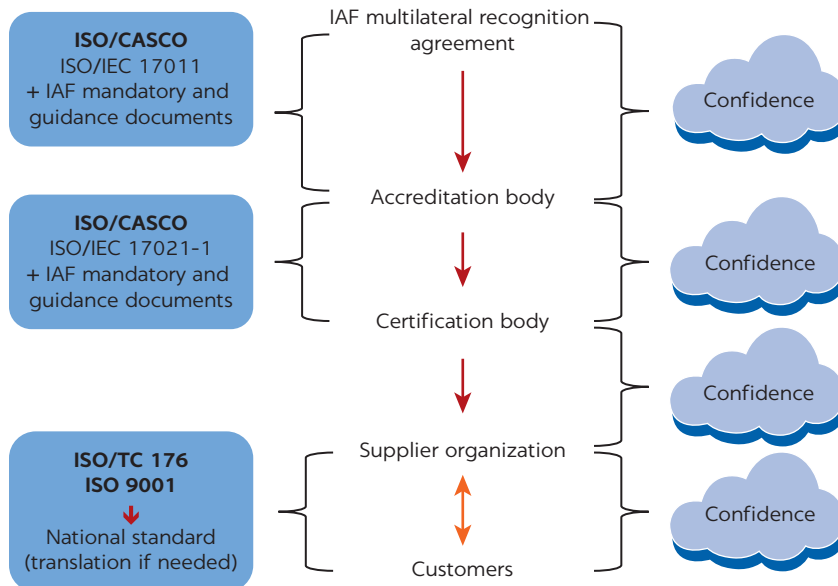 IAF multilateral recognition
agreement
ISO/CASCO
ISO/IEC 17011
+ IAF mandatory and
guidance documents
Confidence
Accreditation body
ISO/CASCO
ISO/IEC 17021-1
+ IAF mandatory and
guidance documents
Confidence
Certification body
Confidence
Supplier organization
ISO/TC 176
ISO 9001
National standard
(translation if needed)
Confidence
Customers